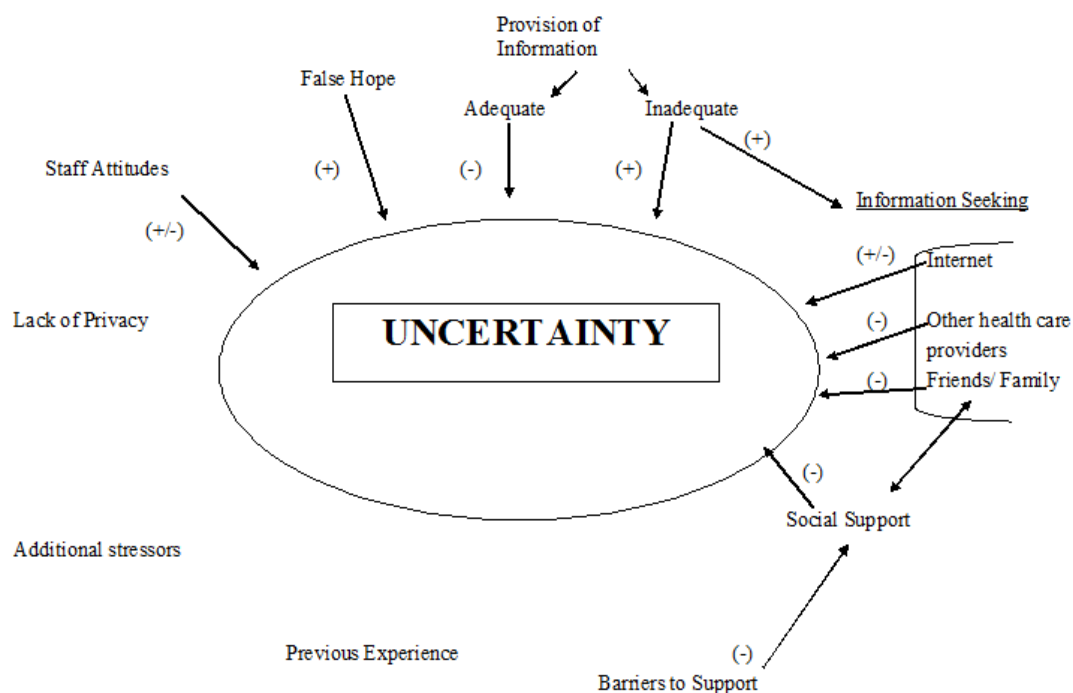 Provision of
Information
False Hope
Adequate
Inadequate
(+)
Staff Attitudes
(+)
(-)
(+)
Information Seeking
(+/-)
(+/-)
Internet
Lack of Privacy
UNCERTAINTY
(-)
Other health care
providers
(-)
Friends/ Family
(-)
Social Support
Additional stressors
Previous Experience
(-)
Barriers to Support